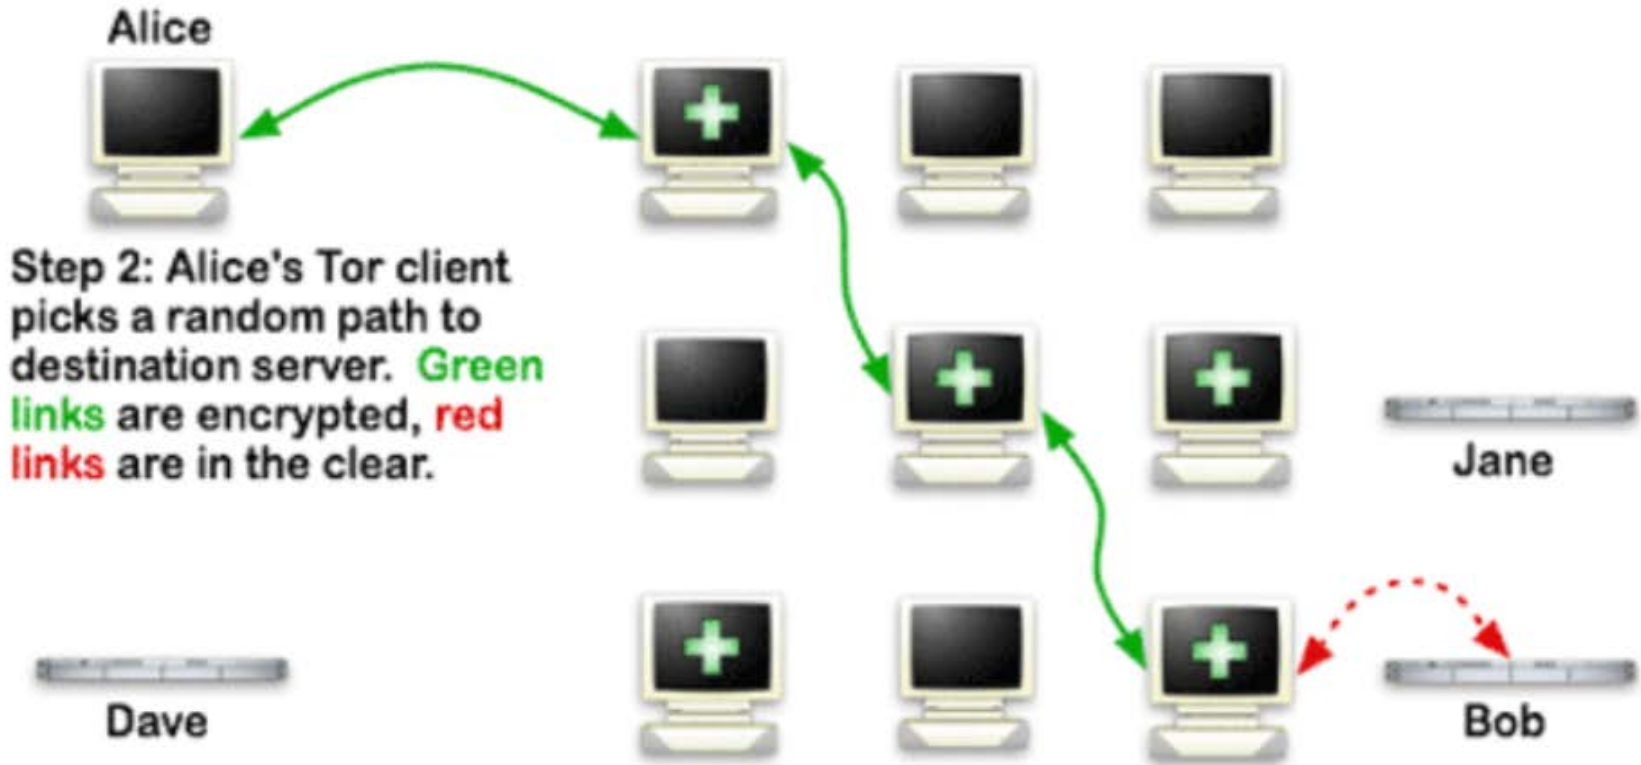 Alice
Step 2: Alice's Tor client
picks a random path to
destination server. Green
links are encrypted, red
links are in the clear.
Jane
Dave
Bob